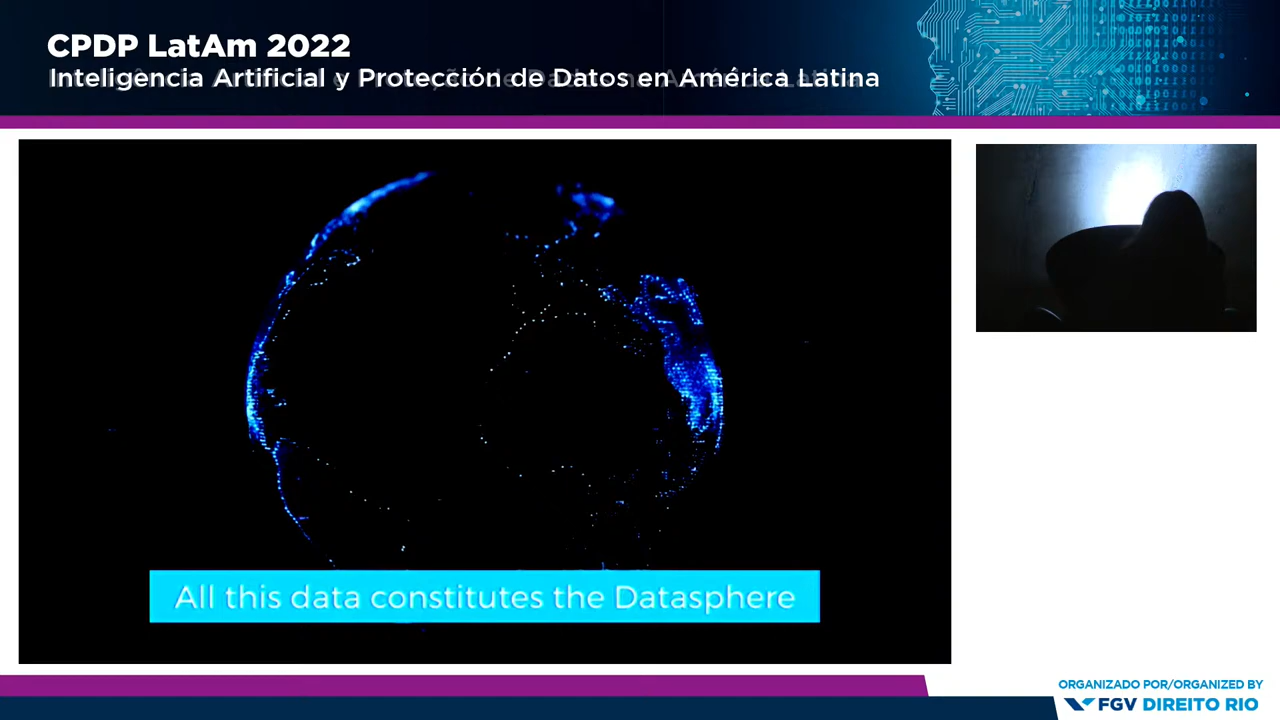 CPDP LatAm 2022
Inteligência Artificial y Protección de Datos en América Latina
All this data constitutes the Datasphere
ORGANIZADO POR/ORGANIZED BY
FGV DIREITO RIO